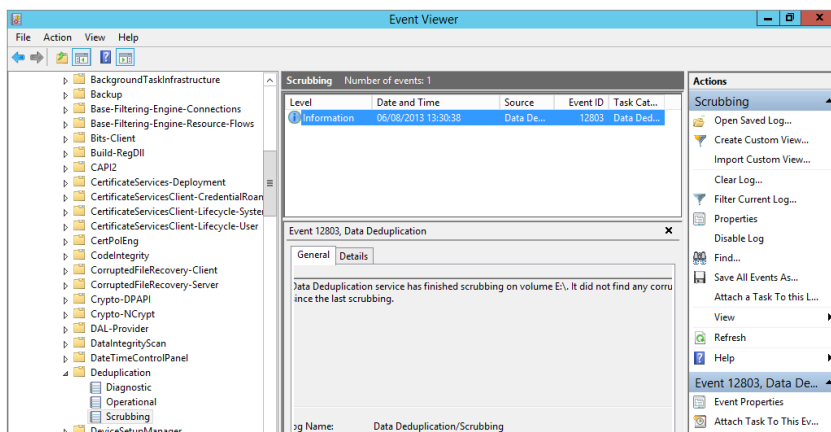 Event Viewer
File Action View Help
BackgroundTaskInfrastructure
Backup
Base-Filtering-Engine-Connections
Base-Filtering-Engine-Resource-Flows
Bits-Client
Build-RegDll
CAPI2
CertificateServices-Deployment
CertificateServicesClient-CredentialRoan
CertificateServicesClient-Lifecycle-System
CertificateServicesClient-Lifecycle-User
CertPolEng
CodeIntegrity
CorruptedFileRecovery-Client
CorruptedFileRecovery-Server
Crypto-DPAPI
Crypto-NCrypt
DAL-Provider
DataIntegrityScan
DateTimeControlPanel
Deduplication
Diagnostic
Operational
Scrubbing
DeviceSetupManager
Scrubbing Number of events: 1
Level Date and Time Source Event ID Task Cat...
Information 06/08/2013 13:30:38 Data De... 12803 Data Ded...
Event 12803, Data Deduplication
General Details
Data Deduplication service has finished scrubbing on volume E:\. It did not find any corru
since the last scrubbing.
og Name: Data Deduplication/Scrubbing
Actions
Scrubbing
Open Saved Log...
Create Custom View...
Import Custom View...
Clear Log...
Filter Current Log...
Properties
Disable Log
Find...
Save All Events As...
Attach a Task To this L...
View
Refresh
Help
Event 12803, Data De...
Event Properties
Attach Task To This Ev...